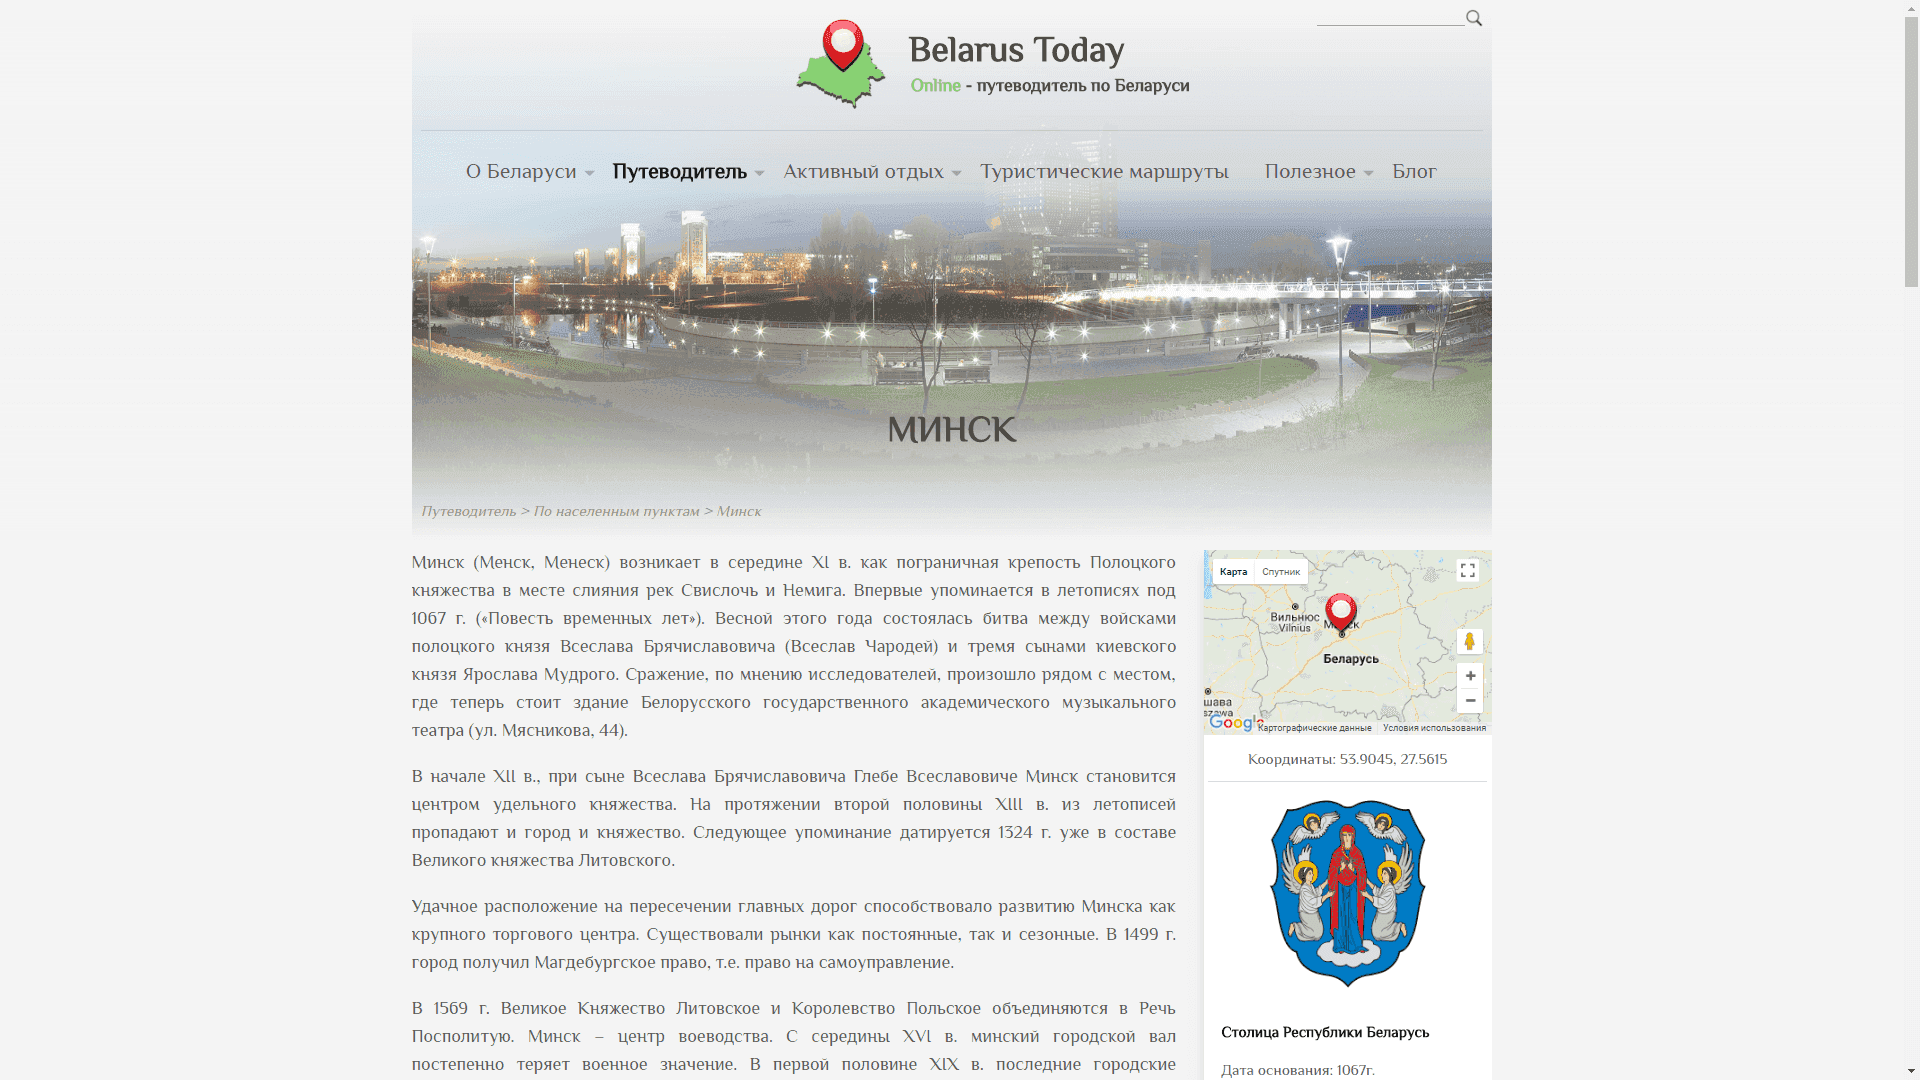 Belarus Today
Online - путеводитель по Беларуси
О Беларуси
Путеводитель
Активный отдых
Туристические маршруты
Полезное
Блог
МИНСК
Путеводитель > По населенным пунктам > Минск
Минск (Менск, Менеск) возникает в середине XI в. как пограничная крепость Полоцкого
княжества в месте слияния рек Свислочь и Немига. Впервые упоминается в летописях под
1067 г. («Повесть временных лет»). Весной этого года состоялась битва между войсками
полоцкого князя Всеслава Брячиславовича (Всеслав Чародей) и тремя сынами киевского
князя Ярослава Мудрого. Сражение, по мнению исследователей, произошло рядом с местом,
где теперь стоит здание Белорусского государственного академического музыкального
театра (ул. Мясникова, 44).
В начале XII в., при сыне Всеслава Брячиславовича Глебе Всеславовиче Минск становится
центром удельного княжества. На протяжении второй половины XIII в. из летописей
пропадают и город и княжество. Следующее упоминание датируется 1324 г. уже в составе
Великого княжества Литовского.
Удачное расположение на пересечении главных дорог способствовало развитию Минска как
крупного торгового центра. Существовали рынки как постоянные, так и сезонные. В 1499 г.
город получил Магдебургское право, т.е. право на самоуправление.
В 1569 г. Великое Княжество Литовское и Королевство Польское объединяются в Речь
Посполитую. Минск – центр воеводства. С середины XVI в. минский городской вал
постепенно теряет военное значение. В первой половине XIX в. последние городские
Карта
Спутник
Вильнюс
Vilnius
Беларусь
шава
szawa
Google
Картографические данные
Условия использования
Координаты: 53.9045, 27.5615
Столица Республики Беларусь
Дата основания: 1067г.